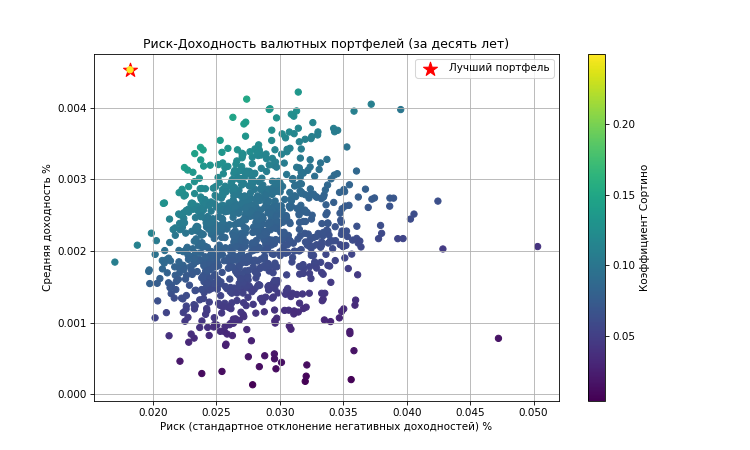 Риск-Доходность валютных портфелей (за десять лет)
Лучший портфель
0.004
0.003
0.002
0.001
0.000
Средняя доходность %
0.020 0.025 0.030 0.035 0.040 0.045 0.050
Риск (стандартное отклонение негативных доходностей) %
0.20
0.15
0.10
0.05
Коэффициент Сортино